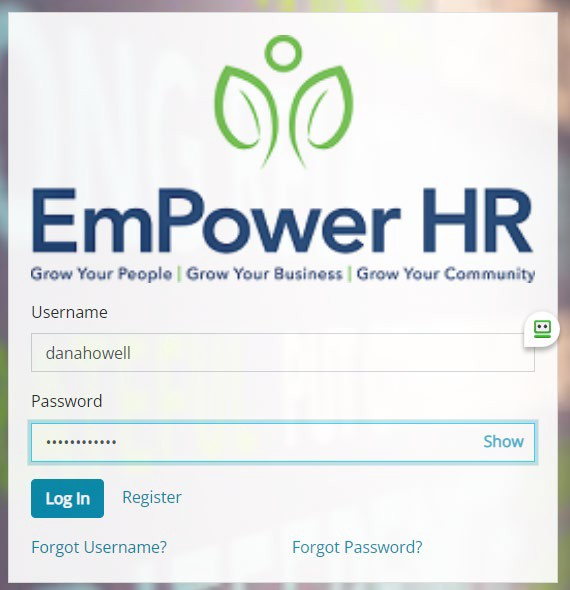 EmPower HR
Grow Your People | Grow Your Business | Grow Your Community
Username
danahowell
Password
•••••••••••• Show
Log In Register
Forgot Username? Forgot Password?